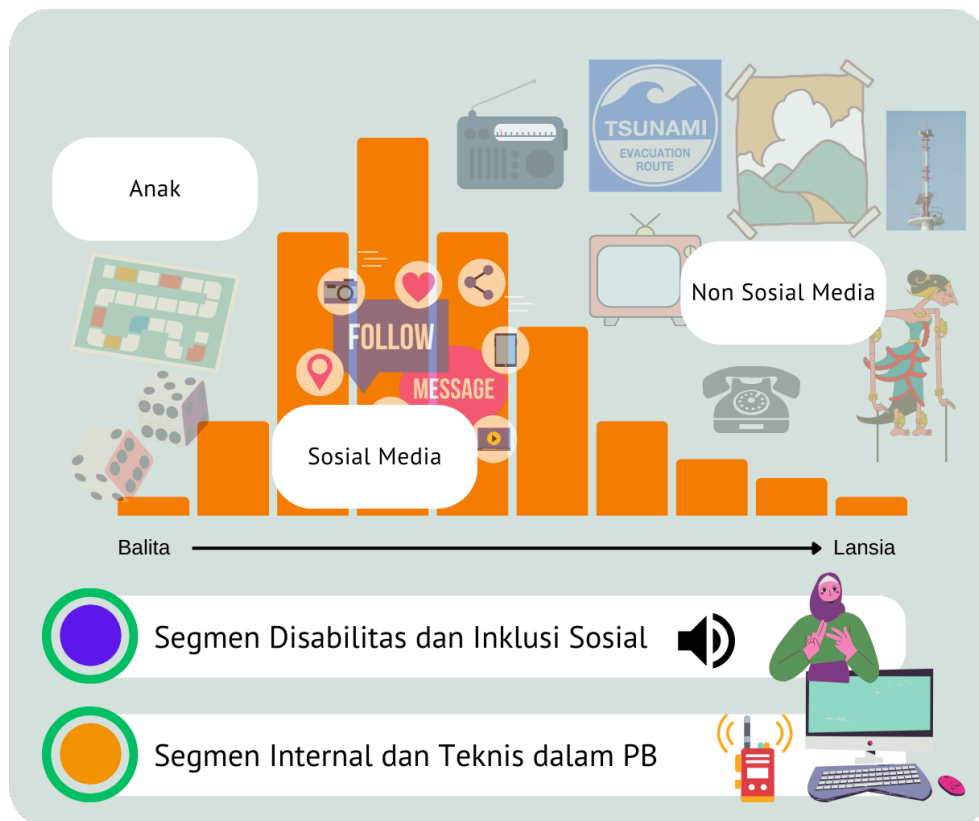 TSUNAMI
EVACUATION
ROUTE
Anak
Non Sosial Media
FOLLOW
MESSAGE
Sosial Media
Balita
Lansia
Segmen Disabilitas dan Inklusi Sosial
Segmen Internal dan Teknis dalam PB